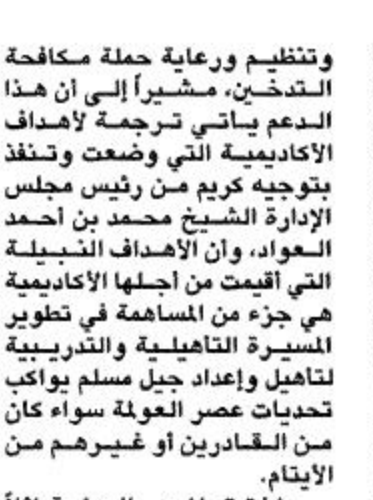 وتنظيم ورعاية حملة مكافحة
التدخين، مشيراً إلى أن هذا
الدعم ياتي ترجمة لأهداف
الأكاديمية التي وضعت وتنفذ
بتوجيه كريم من رئيس مجلس
الإدارة الشيخ محمد بن أحمد
العواد، وأن الأهداف النبيلة
التي أقيمت من أجلها الأكاديمية
هي جزء من المساهمة في تطوير
المسيرة التاهيلية والتدريبية
لتاهيل وإعداد جيل مسلم يواكب
تحديات عصر العولمة سواء كان
من القادرين أو غيرهم من
الأيتام.